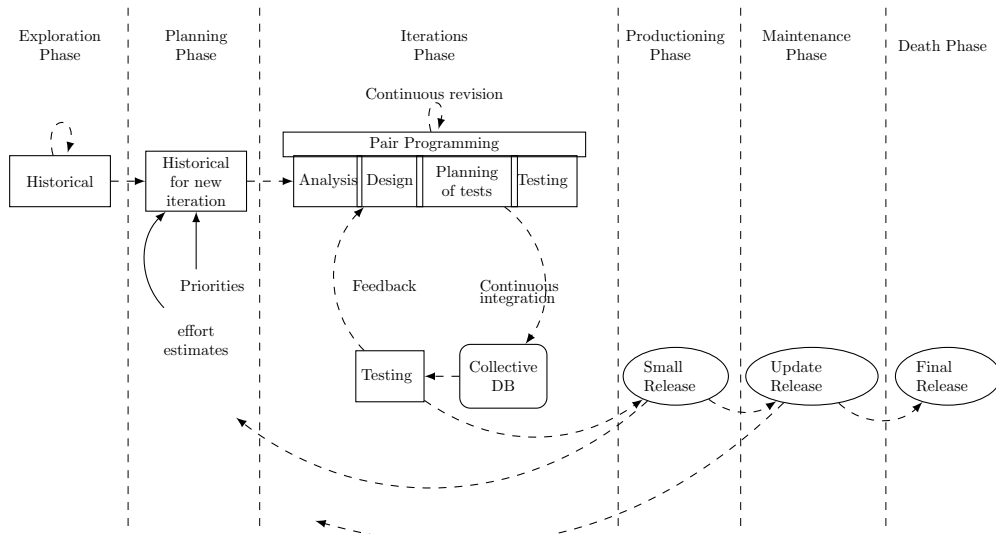 Exploration
Phase
Planning
Phase
Iterations
Phase
Productioning
Phase
Maintenance
Phase
Death Phase
Continuous revision
Pair Programming
Historical
Historical
for new
iteration
Analysis
Design
Planning
of tests
Testing
Priorities
Feedback
Continuous
integration
effort
estimates
Testing
Collective
DB
Small
Release
Update
Release
Final
Release